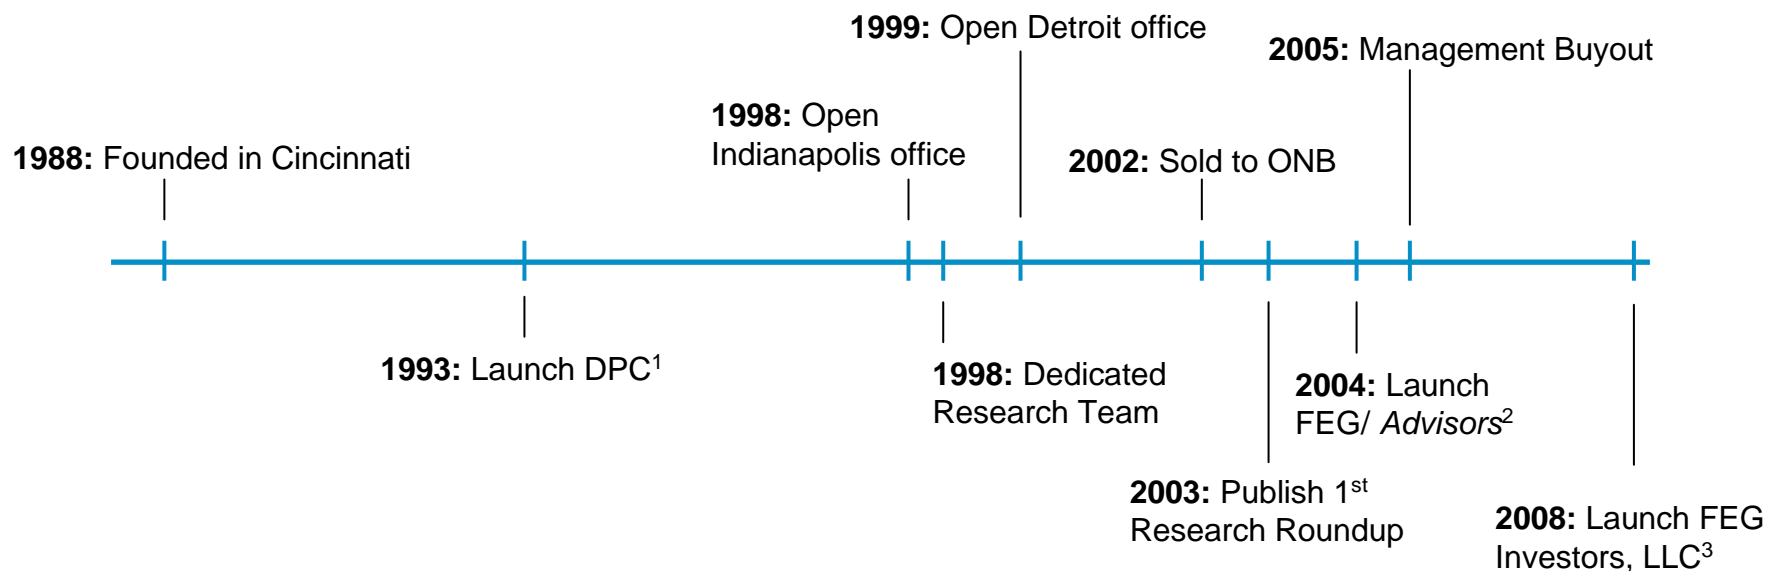 1999: Open Detroit office
2005: Management Buyout
1998: Open
Indianapolis office
1988: Founded in Cincinnati
2002: Sold to ONB
1993: Launch DPC¹
1998: Dedicated
Research Team
2004: Launch
FEG/ Advisors²
2003: Publish 1st
Research Roundup
2008: Launch FEG
Investors, LLC³